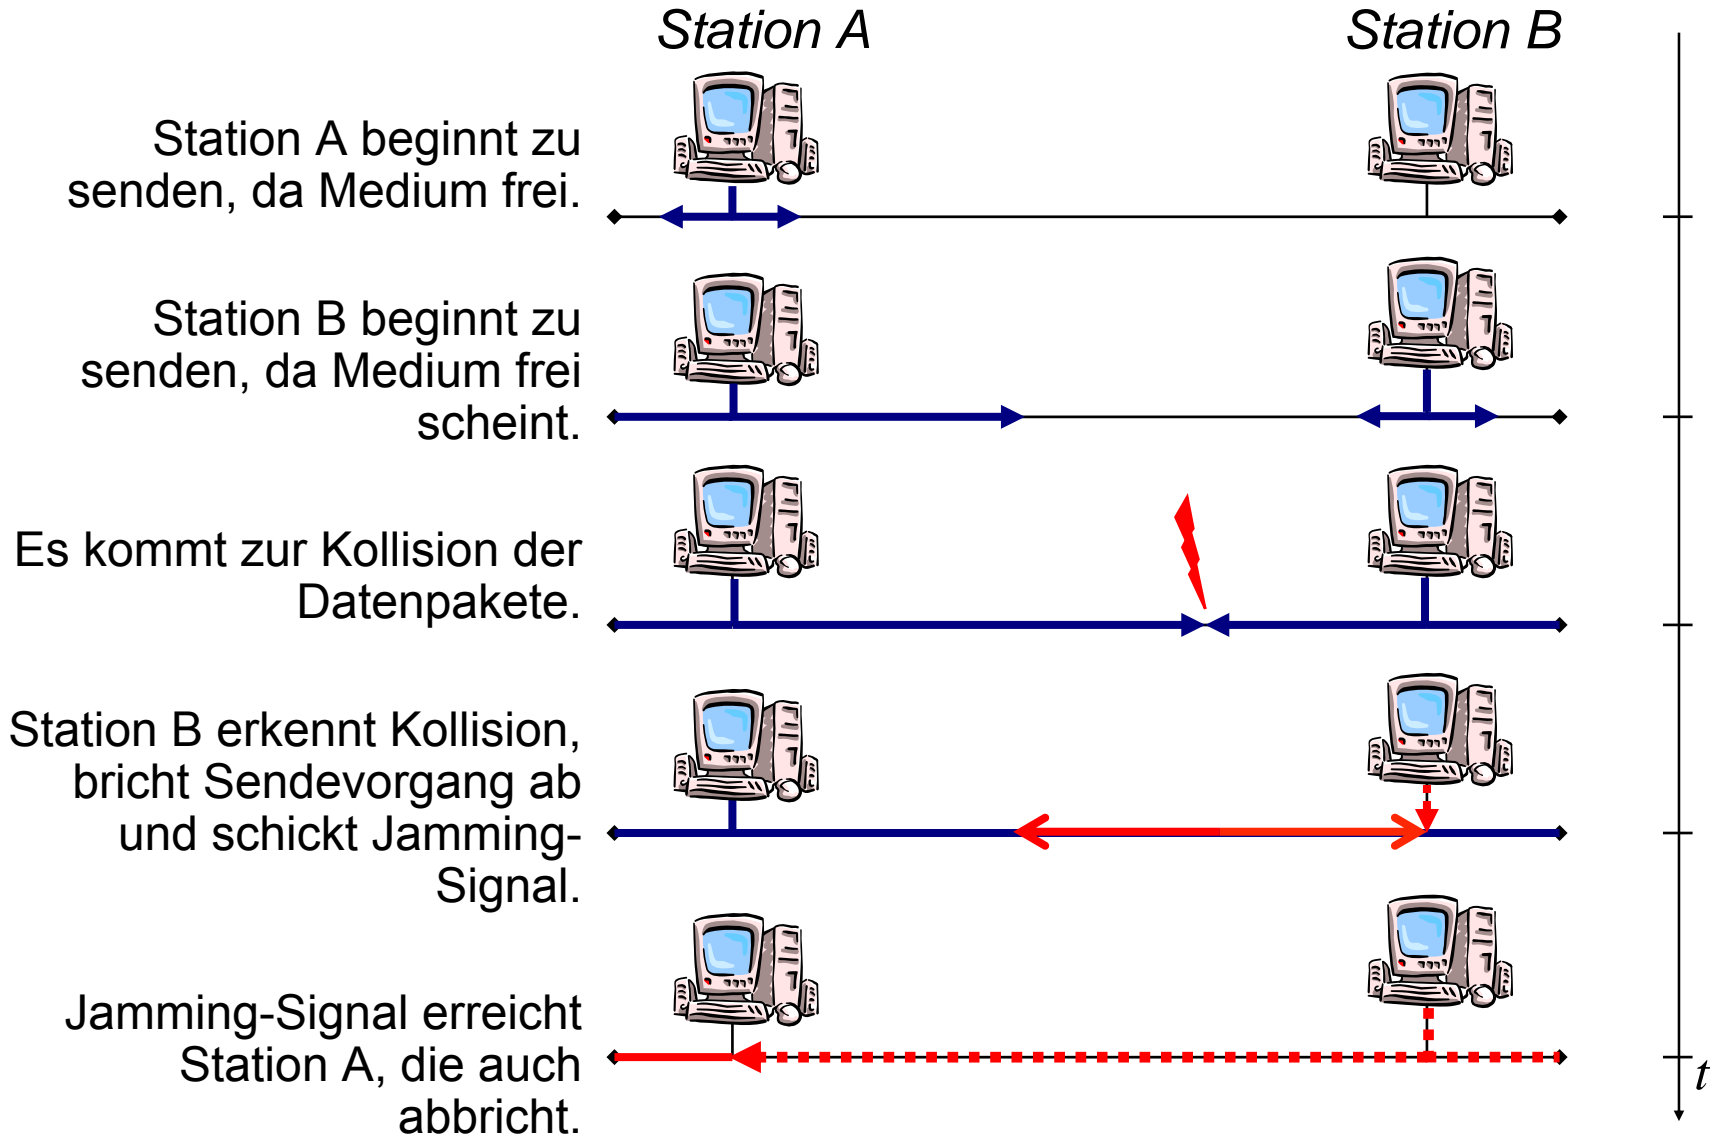 Station A
Station B
Station A beginnt zu
senden, da Medium frei.
Station B beginnt zu
senden, da Medium frei
scheint.
Es kommt zur Kollision der
Datenpakete.
Station B erkennt Kollision,
bricht Sendevorgang ab
und schickt Jamming-
Signal.
Jamming-Signal erreicht
Station A, die auch
abbricht.
t